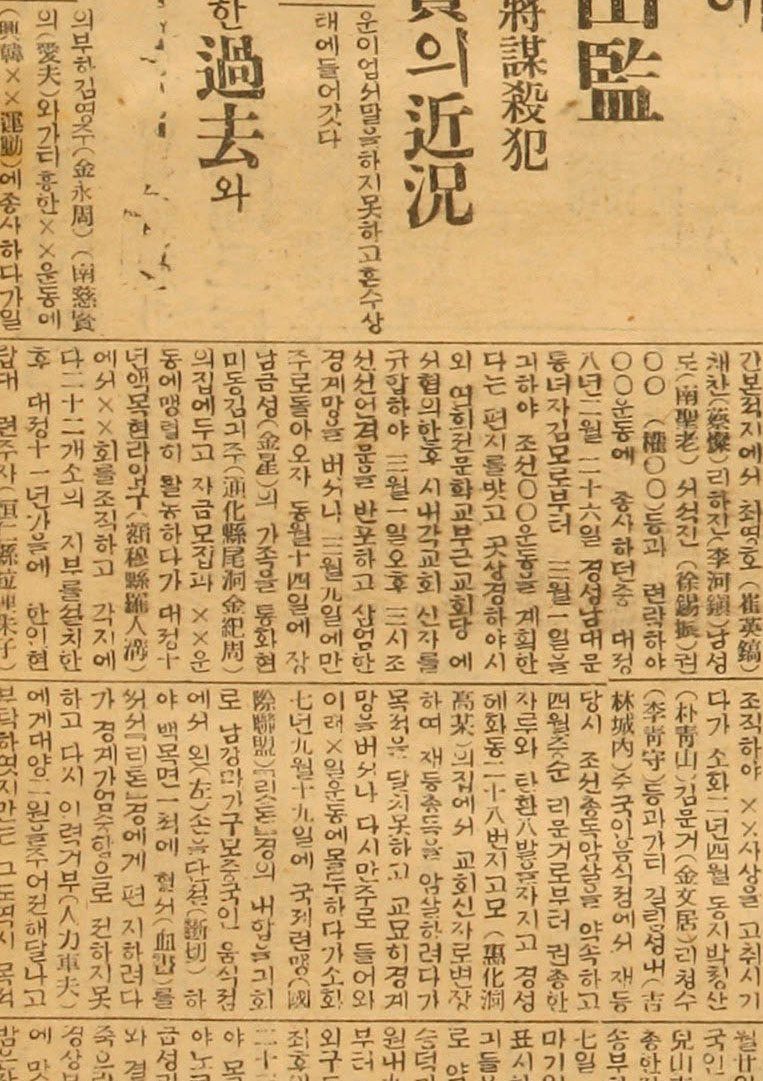 監
將謀殺犯
의近況
운이업서말을하지못하고혼수상
태에들어갓다
한過去와
의부하김영주(金永周) (南慈賢
의 (愛夫)와가티흥한××운동에
(興韓××運動)에종사하다가일
간보회지에서 최영호 (崔英鎬)
채찬(蔡燦)리하진(李河鎭)남성
로(南聖老) 서석진 (徐錫振)권
○○ (權○○)등과 련락하야
○○운동에 종사하던중 대정
八년二월 二十六일 경성남대문
통녀자김모로부터 三월一일을
긔하야 조선○○운동을 계획한
다는 편지를밧고 곳상경하야시
외 연희전문학교부근교회당 에
서협의한후 시내각교회 신자를
규합하야 三월一일오후 三시조
선선언격문을 반포하고 삼엄한
경계망을 버서나 三월九일에만
주로돌아오자 동월十四일에 장
남금성(金星)의 가족을 통화현
미동김긔주(通化縣尾洞金紀周)
의집에두고 자금모집과 ××운
동에맹렬히 활동하다가 대정十
년액목현라인구(額穆縣羅人溝)
에서××회를조직하고 각지에
다二十二개소의 지부를설치한
후 대정十一년가을에 한인현
조직하야 ××사상을 고취시기
다가 소화二년四월 동지박청산
(朴靑山)김문거(金文居)리청수
(李靑守)등과가티 길림성내(吉
林城內)중국인음식점에서 재등
당시 조선총독암살을 약속하고
四월중순 리문거로부터 권총한
자루와 탄환八발을가지고 경성
혜화동二十八번지고모 (惠化洞
高某)의집에서 교회신자로변장
하여 재등총독을 암살하려다가
목적을 달치못하고 교묘히경계
망을버서나 다시만주로 들어와
이래×일운동에몰두하다가소화
七년九월十九일에 국제련맹(國
際聯盟)『릿톤』경의 내합을긔회
로 남강마가구모중국인 음식점
에서 왼(左)손을단절(斷切) 하
야 백목면一척에 혈서(血書)를
써서『리톤』경에게 편지하려다
가 경계가엄중함으로 전하지못
하고 다시 인력거부(人力車夫)
에게대양一원을주어전해달나고
부탁하엿지만은 그도역시 목적